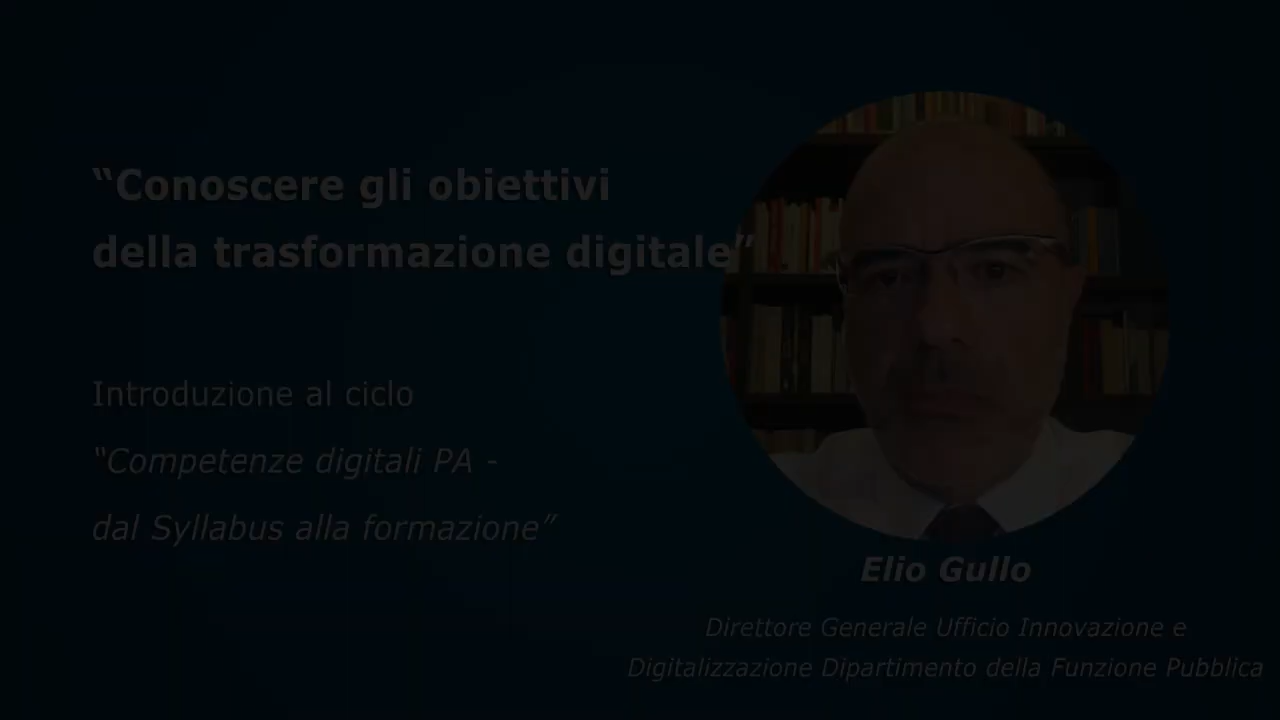 “Conoscere gli obiettivi
della trasformazione digitale”
Introduzione al ciclo
“Competenze digitali PA -
dal Syllabus alla formazione”
Elio Gullo
Direttore Generale Ufficio Innovazione e
Digitalizzazione Dipartimento della Funzione Pubblica